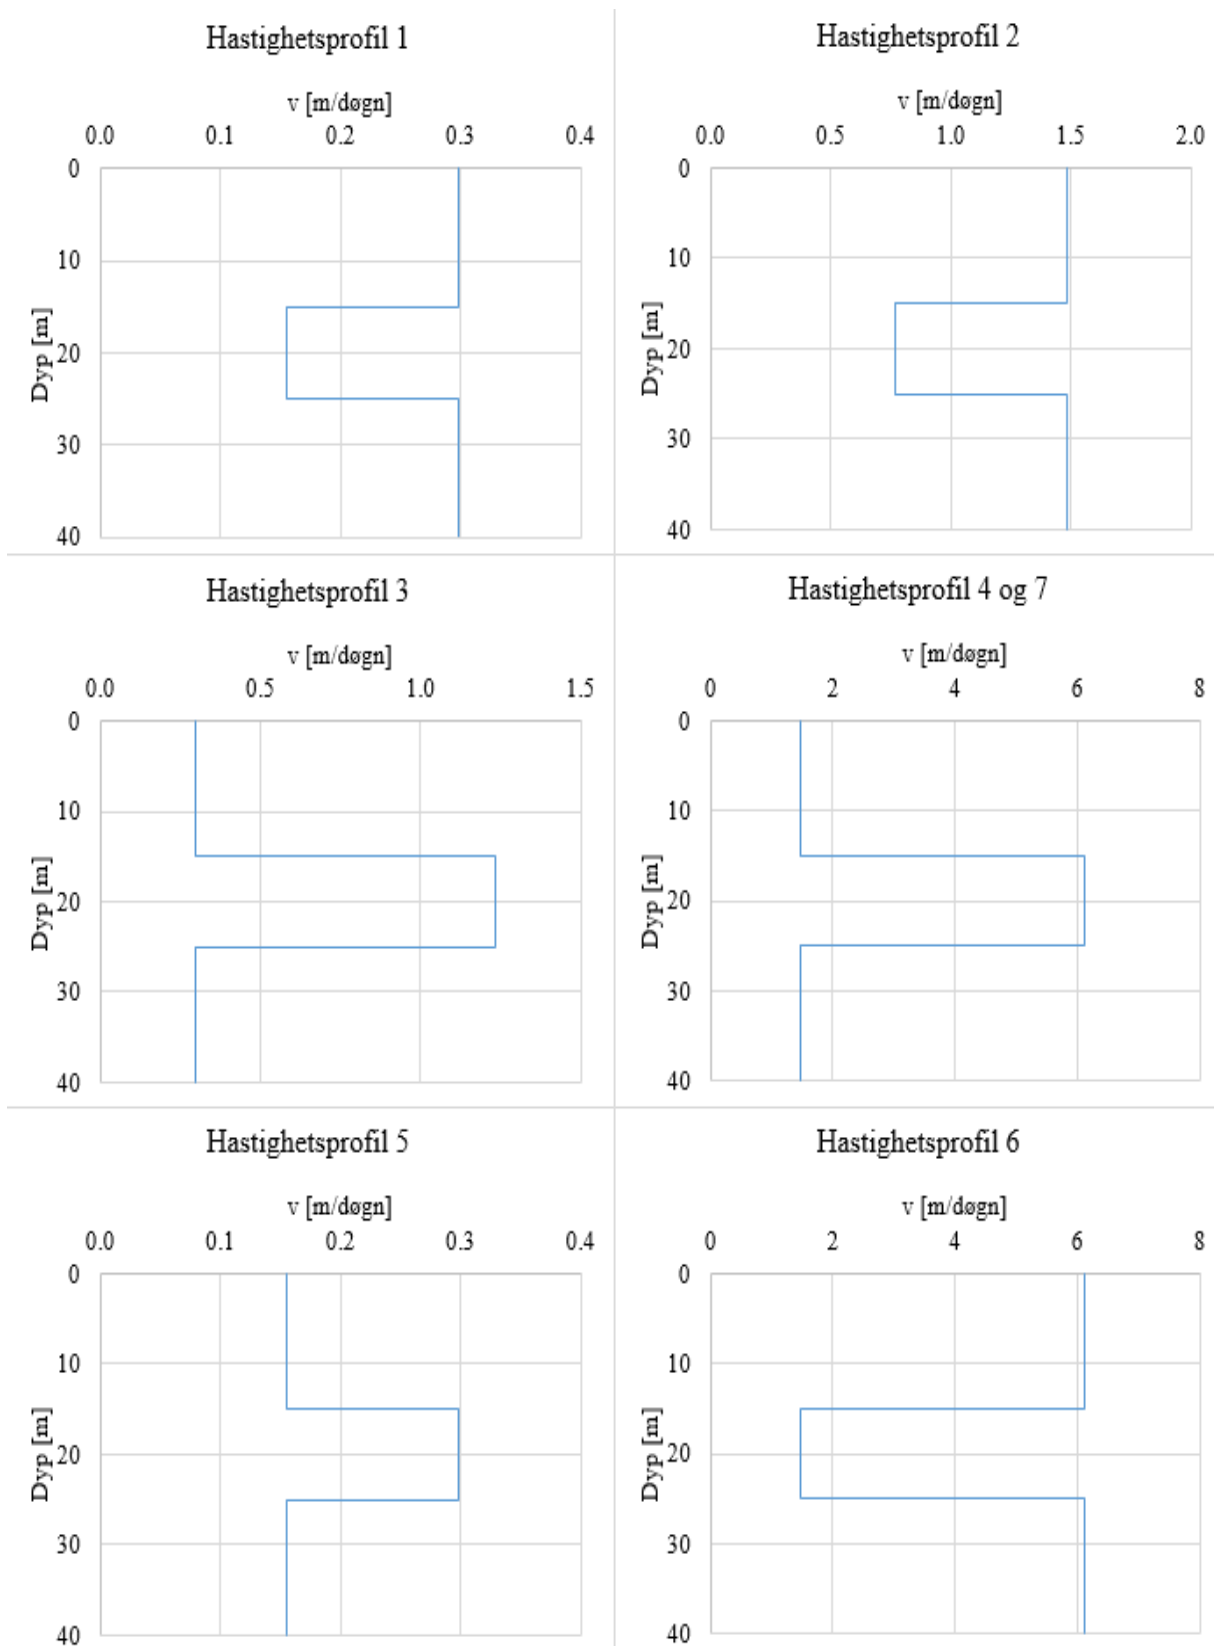 Hastighetsprofil 1
v [m/døgn]
0.0 0.1 0.2 0.3 0.4
0
10
20
30
40
Dyp [m]
Hastighetsprofil 2
v [m/døgn]
0.0 0.5 1.0 1.5 2.0
0
10
20
30
40
Dyp [m]
Hastighetsprofil 3
v [m/døgn]
0.0 0.5 1.0 1.5
0
10
20
30
40
Dyp [m]
Hastighetsprofil 4 og 7
v [m/døgn]
0 2 4 6 8
0
10
20
30
40
Dyp [m]
Hastighetsprofil 5
v [m/døgn]
0.0 0.1 0.2 0.3 0.4
0
10
20
30
40
Dyp [m]
Hastighetsprofil 6
v [m/døgn]
0 2 4 6 8
0
10
20
30
40
Dyp [m]